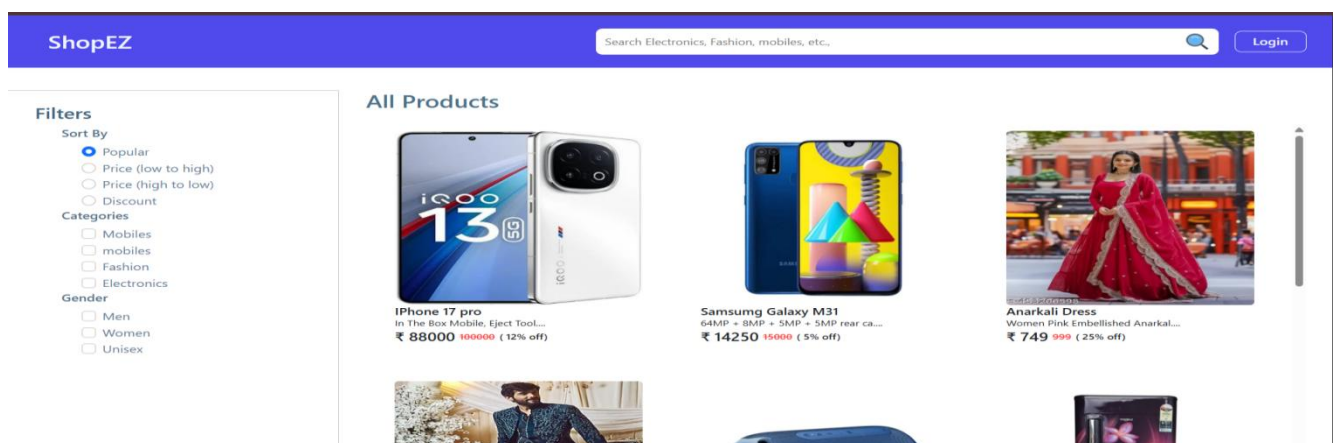 ShopEZ
Search Electronics, Fashion, mobiles, etc.,
Login
Filters
Sort By
Popular
Price (low to high)
Price (high to low)
Discount
Categories
Mobiles
mobiles
Fashion
Electronics
Gender
Men
Women
Unisex
All Products
iQOO
13 5G
iQOO
IPhone 17 pro
In The Box Mobile, Eject Tool....
₹ 88000 100000 ( 12% off)
Samsumg Galaxy M31
64MP + 8MP + 5MP + 5MP rear ca....
₹ 14250 15000 ( 5% off)
Anarkali Dress
Women Pink Embellished Anarkal....
₹ 749 999 ( 25% off)